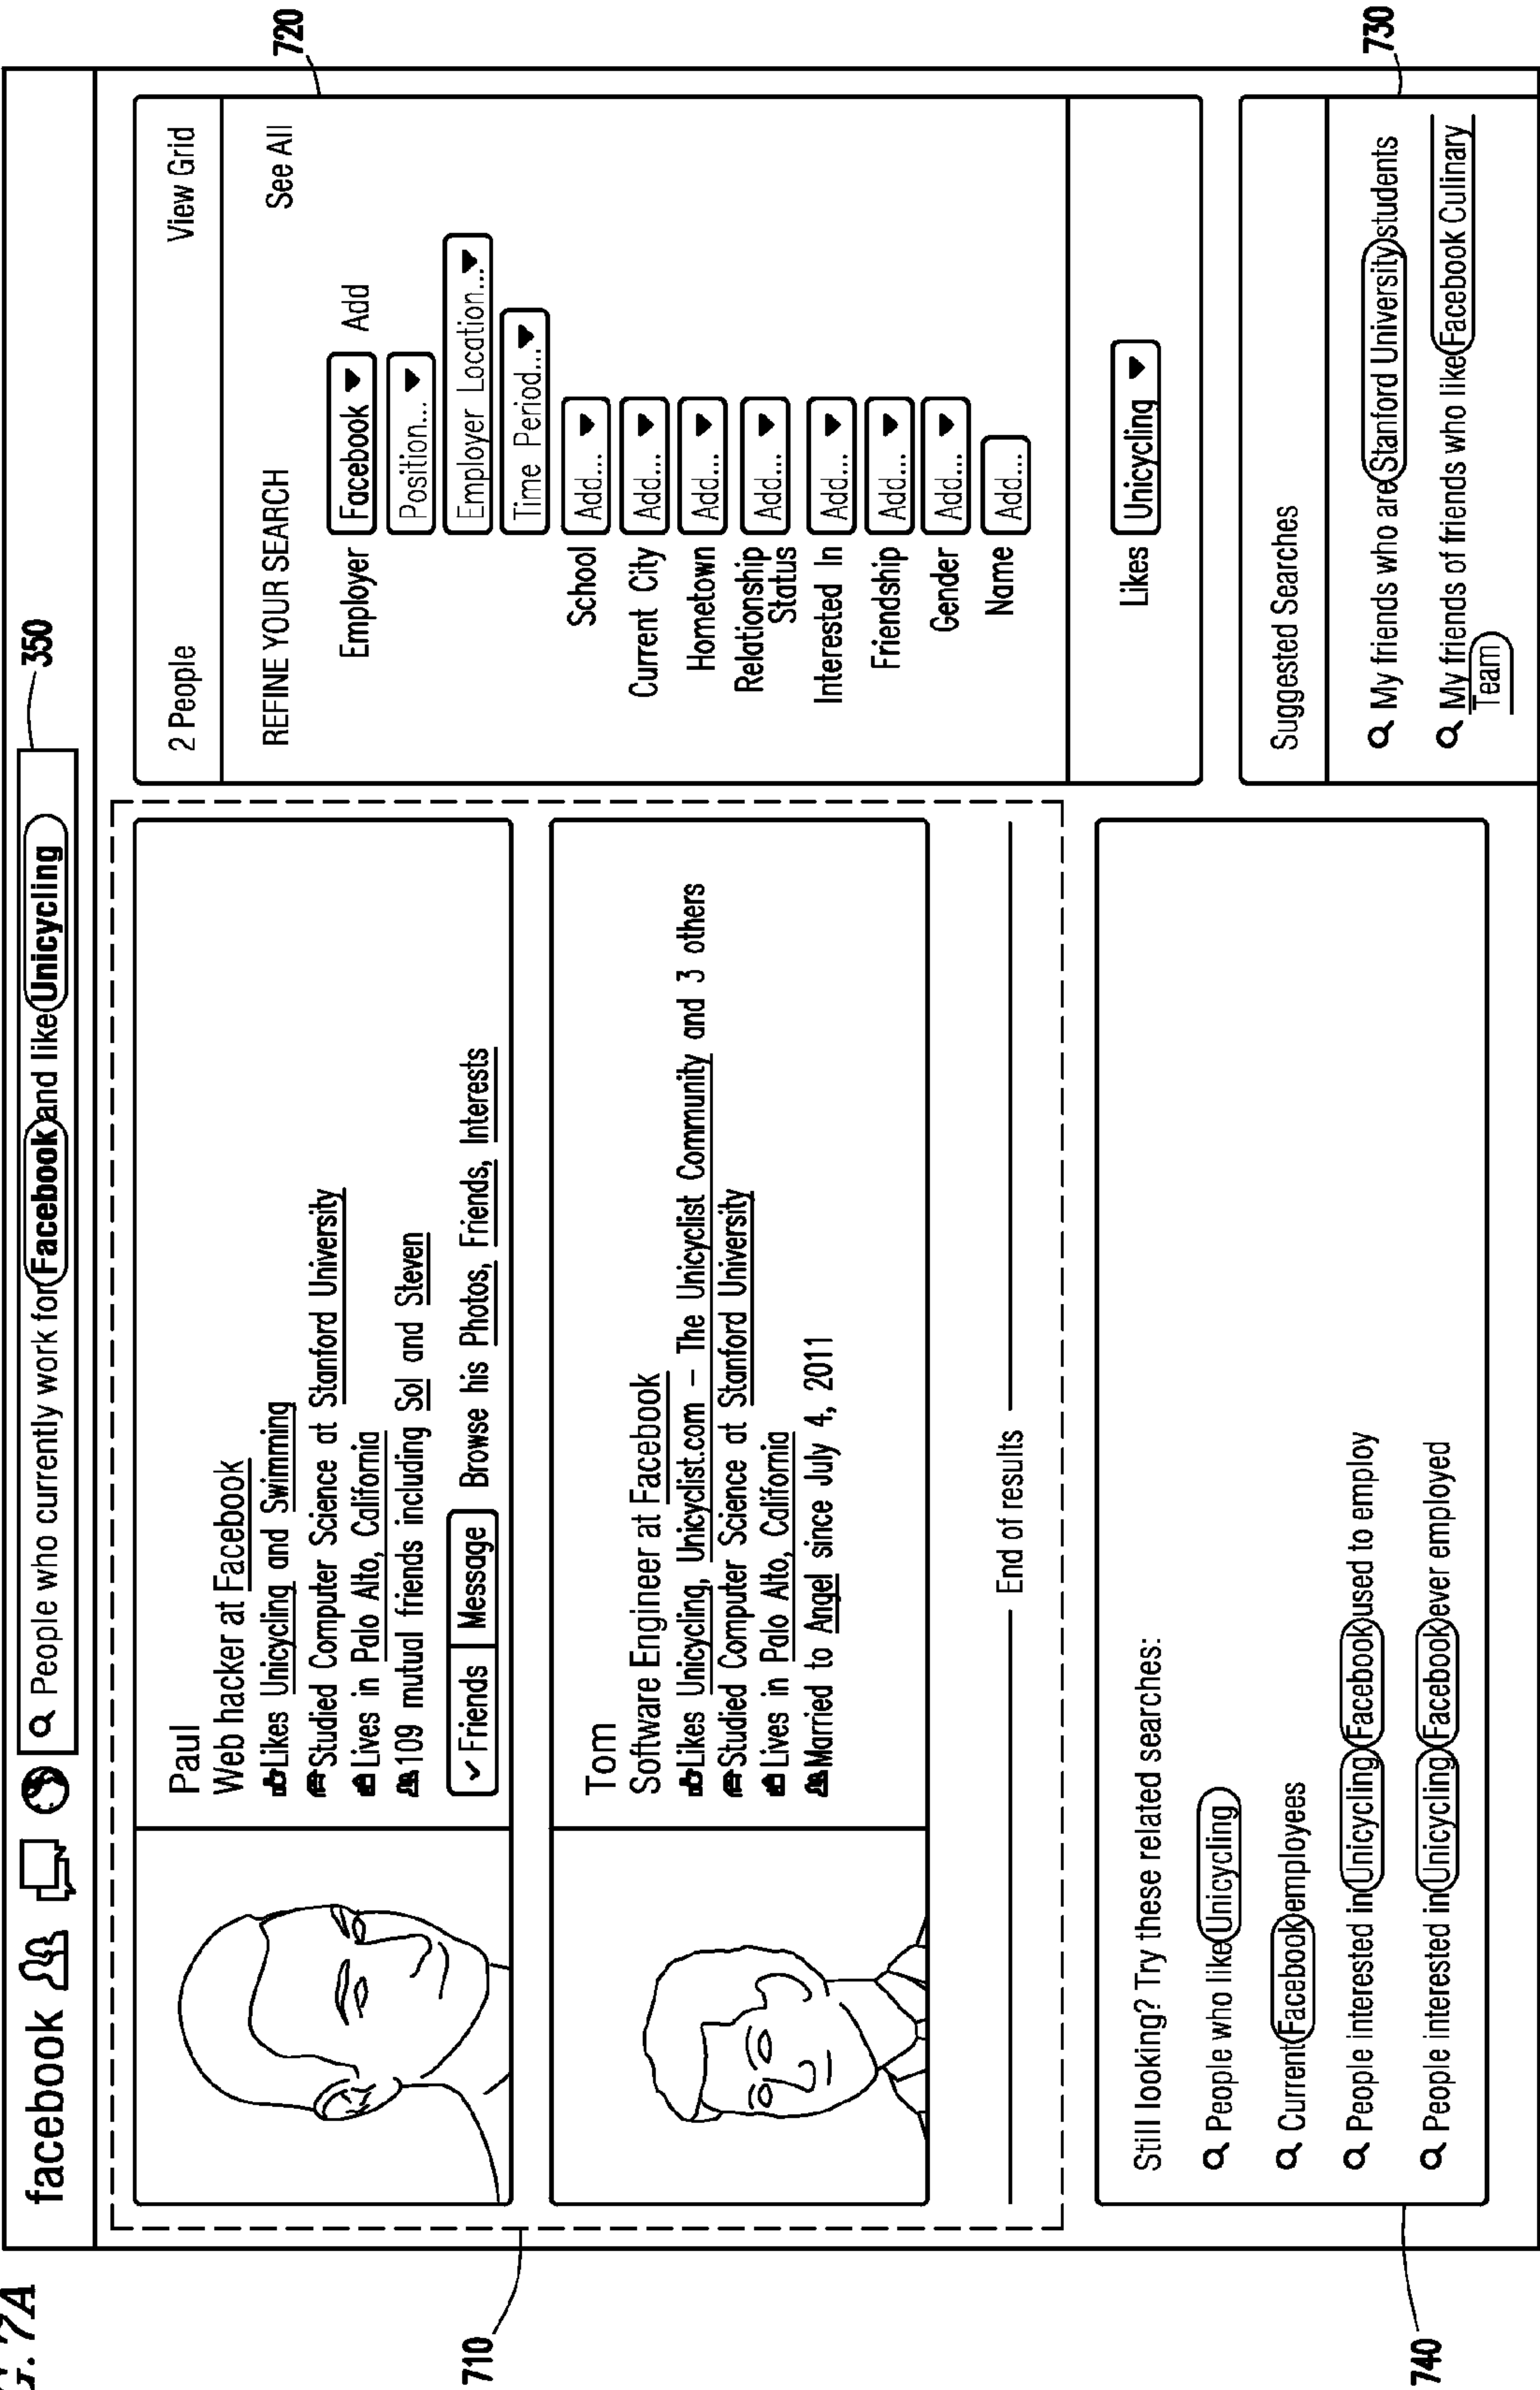 G. 7A
facebook
People who currently work for Facebook and like Unicycling
350
Paul
Web hacker at Facebook
Likes Unicycling and Swimming
Studied Computer Science at Stanford University
Lives in Palo Alto, California
109 mutual friends including Sol and Steven
Friends Message Browse his Photos, Friends, Interests
710
Tom
Software Engineer at Facebook
Likes Unicycling, Unicyclist.com – The Unicyclist Community and 3 others
Studied Computer Science at Stanford University
Lives in Palo Alto, California
Married to Angel since July 4, 2011
End of results
Still looking? Try these related searches:
People who like Unicycling
Current Facebook employees
People interested in Unicycling Facebook used to employ
People interested in Unicycling Facebook ever employed
740
2 People View Grid
720
REFINE YOUR SEARCH See All
Employer Facebook Add
Position...
Employer Location...
Time Period...
School Add...
Current City Add...
Hometown Add...
Relationship Add...
Status
Interested In Add...
Friendship Add...
Gender Add...
Name Add...
Likes Unicycling
Suggested Searches
730
My friends who are Stanford University students
My friends of friends who like Facebook Culinary
Team